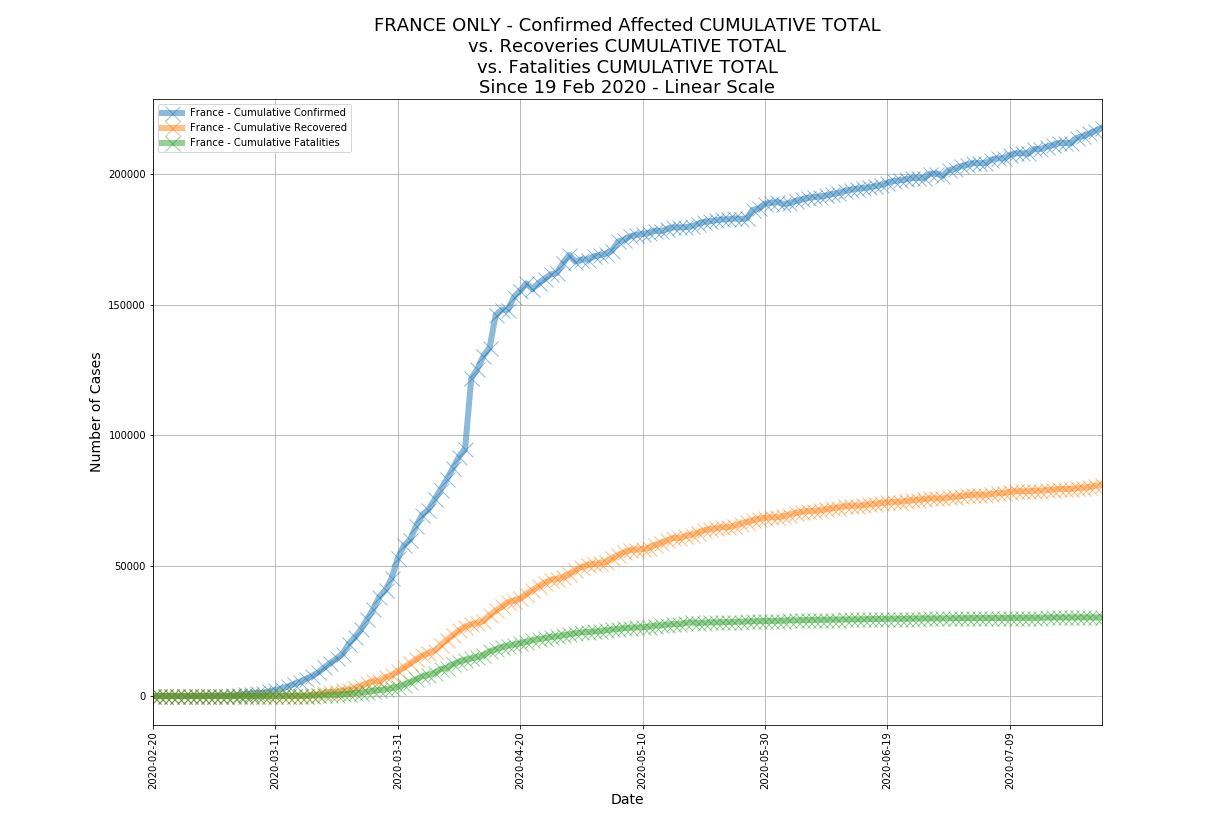 FRANCE ONLY - Confirmed Affected CUMULATIVE TOTAL
vs. Recoveries CUMULATIVE TOTAL
vs. Fatalities CUMULATIVE TOTAL
Since 19 Feb 2020 - Linear Scale
France - Cumulative Confirmed
France - Cumulative Recovered
France - Cumulative Fatalities
Number of Cases
200000
150000
100000
50000
0
2020-02-20
2020-03-11
2020-03-31
2020-04-20
2020-05-10
2020-05-30
2020-06-19
2020-07-09
Date